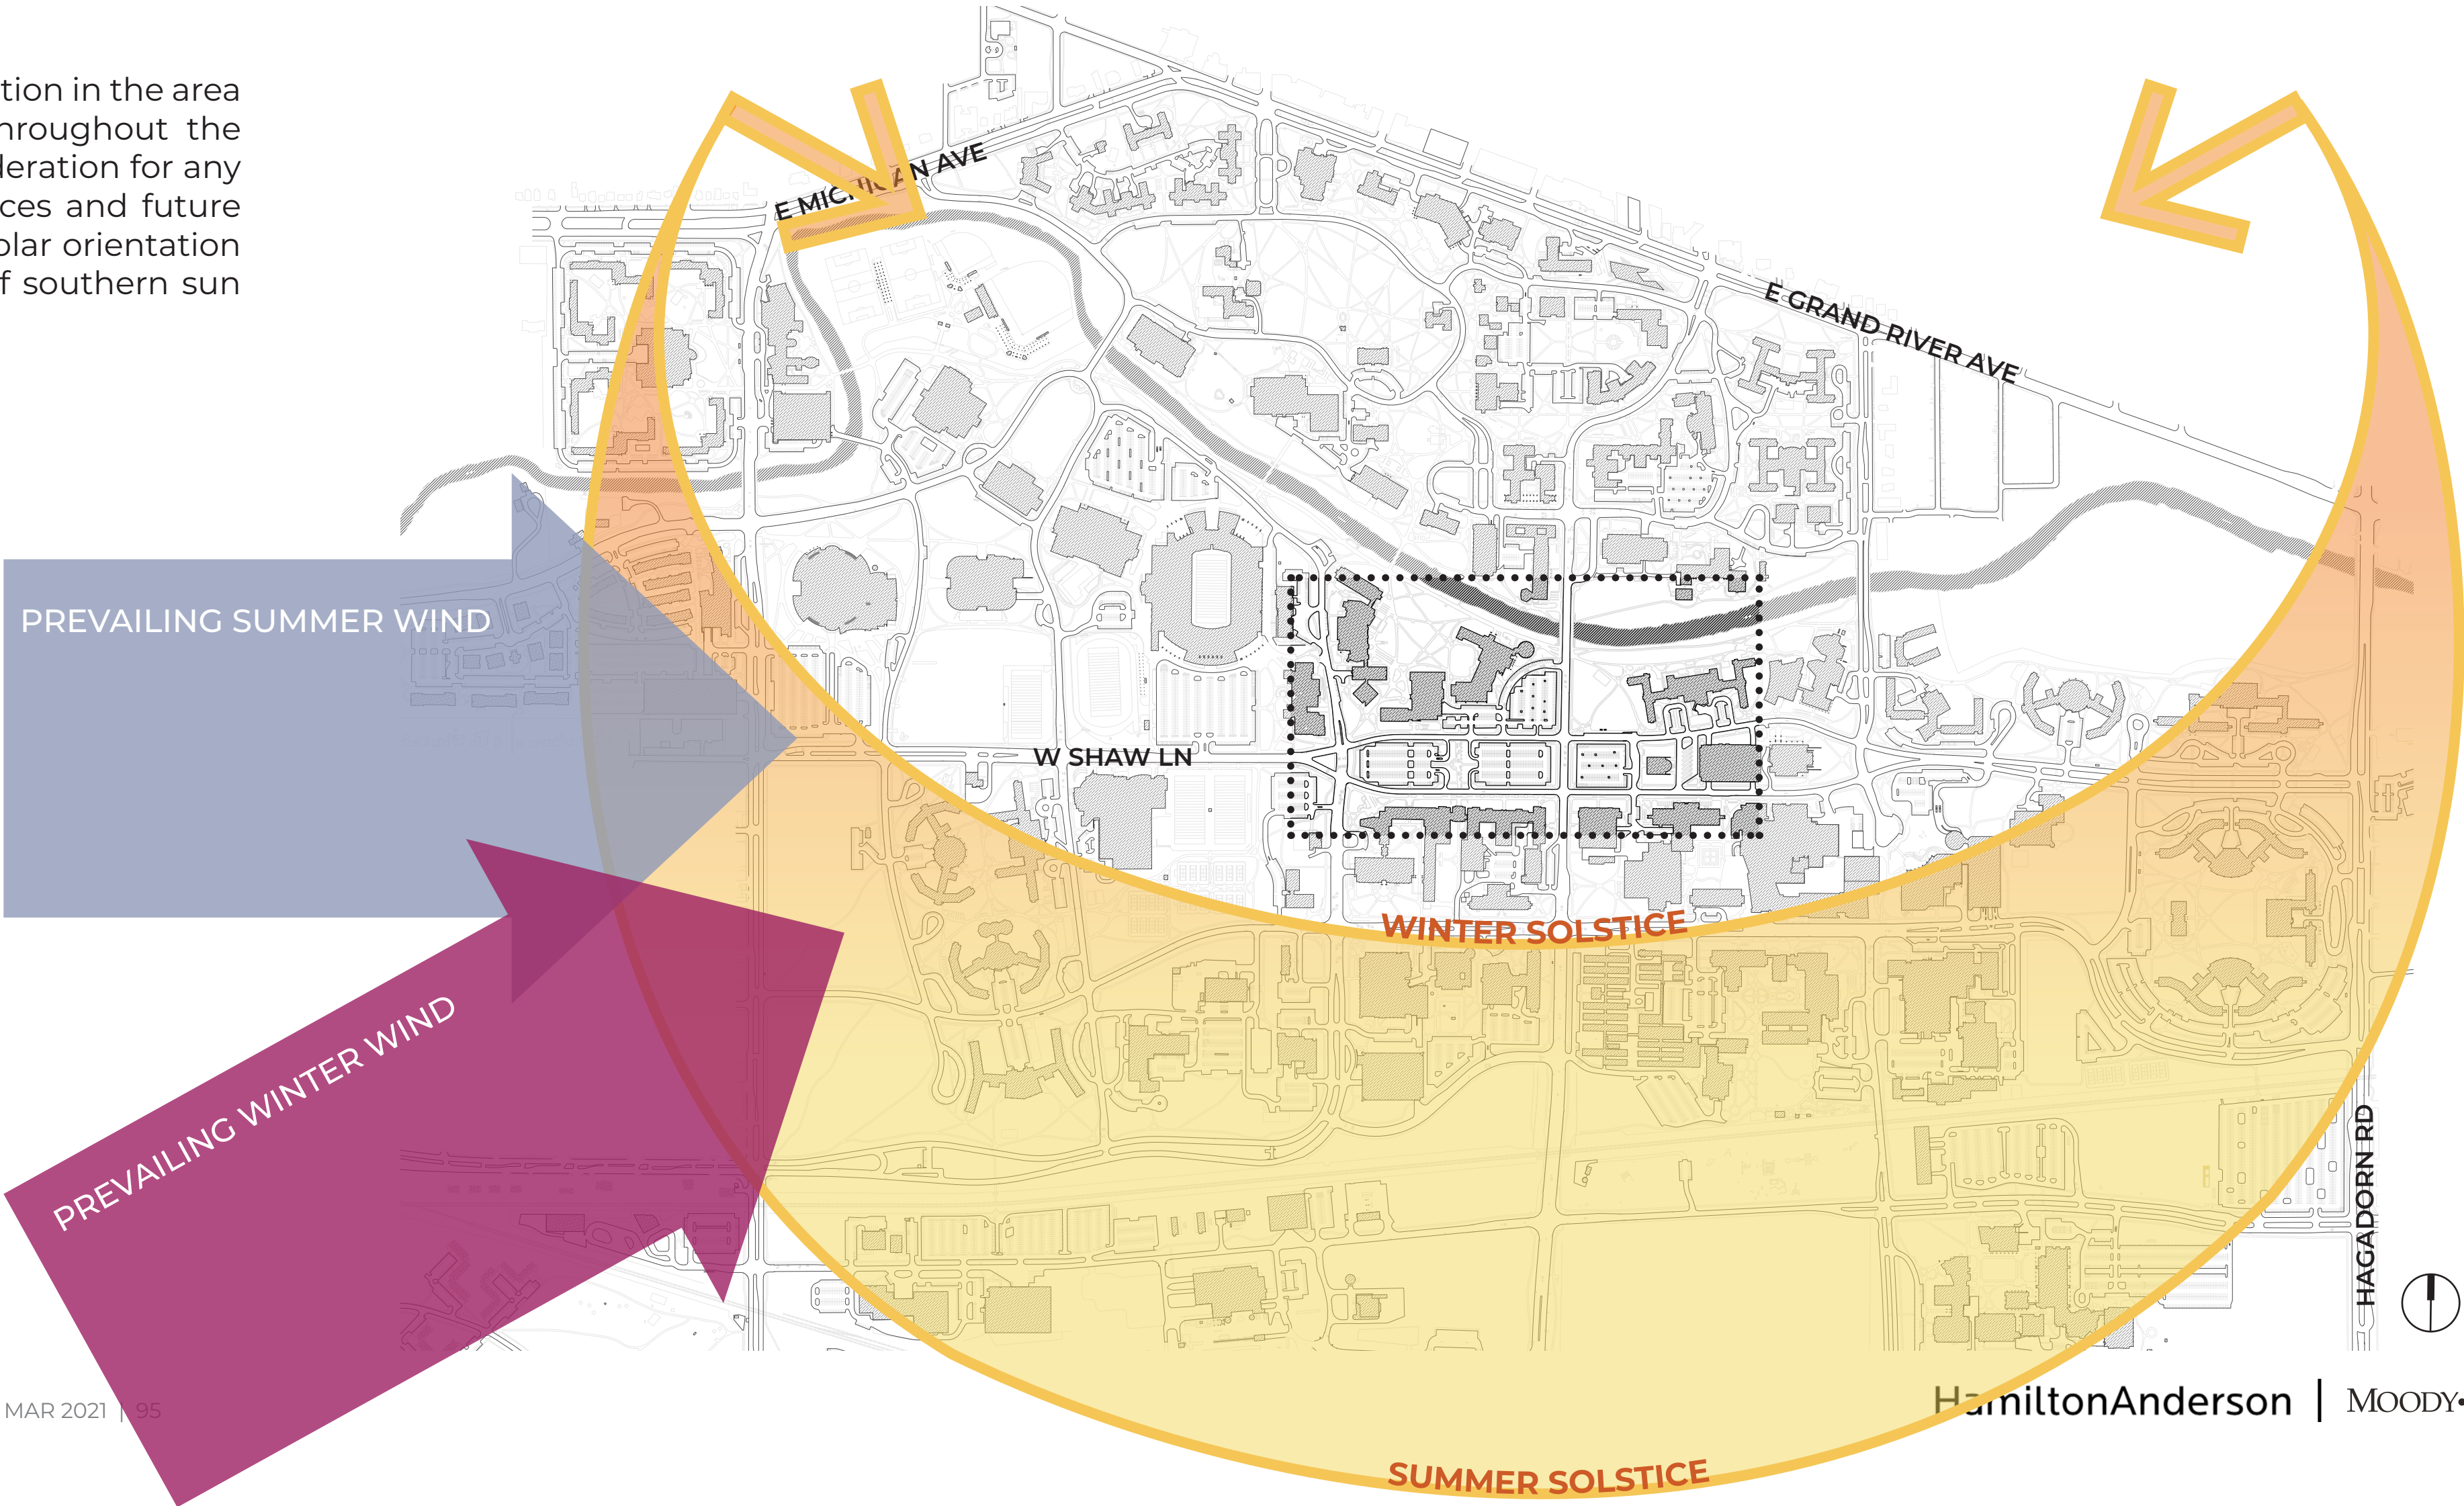 tion in the area
hroughout the
deration for any
ces and future
olar orientation
f southern sun
E MICHIGAN AVE
E GRAND RIVER AVE
PREVAILING SUMMER WIND
W SHAW LN
WINTER SOLSTICE
PREVAILING WINTER WIND
HAGADORN RD
MAR 2021 | 95
HamiltonAnderson | MOODY•
SUMMER SOLSTICE